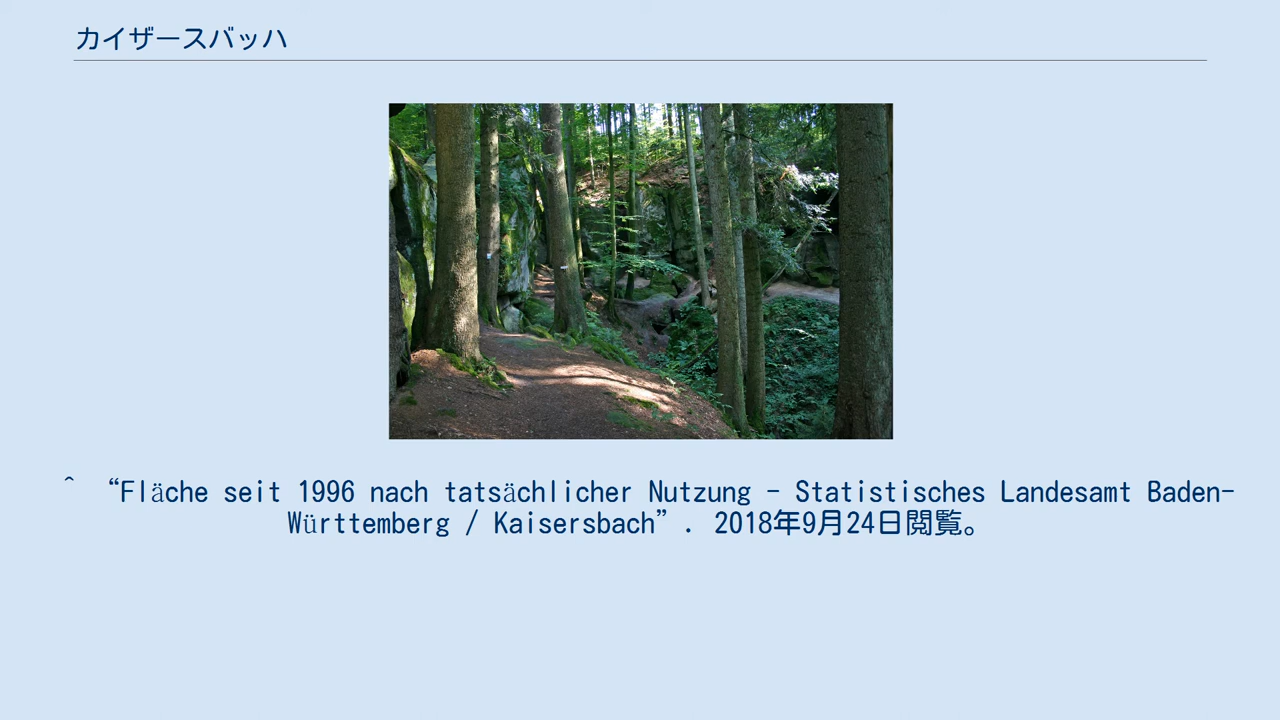 カイザースバッハ
^ “Fläche seit 1996 nach tatsächlicher Nutzung - Statistisches Landesamt Baden-
Württemberg / Kaisersbach”. 2018年9月24日閲覧。